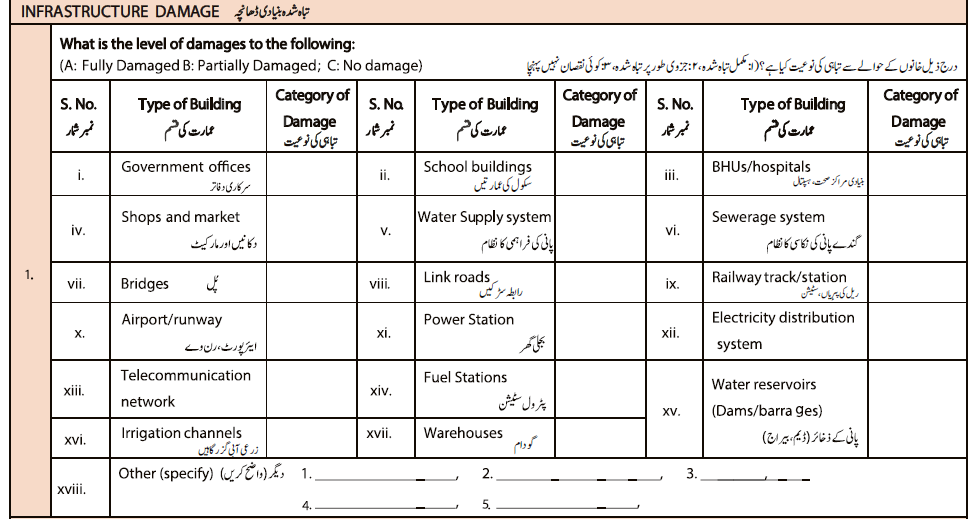 INFRASTRUCTURE DAMAGE تباہ شدہ بنیادی ڈھانچہ
1.
What is the level of damages to the following:
(A: Fully Damaged B: Partially Damaged; C: No damage) درج ذیل خانوں کے حوالے سے تباہی کی نوعیت کیا ہے؟ (۱: مکمل تباہ شدہ، ۲: جزوی طور پر تباہ شدہ، ۳: کوئی نقصان نہیں پہنچا
S. No. Type of Building Category of Damage S. No. Type of Building Category of Damage S. No. Type of Building Category of Damage
نمبر شمار عمارت کی قسم تباہی کی نوعیت نمبر شمار عمارت کی قسم تباہی کی نوعیت نمبر شمار عمارت کی قسم تباہی کی نوعیت
i. Government offices ii. School buildings iii. BHUs/hospitals
سرکاری دفاتر سکول کی عمارتیں بنیادی مراکز صحت، ہسپتال
iv. Shops and market v. Water Supply system vi. Sewerage system
دکانیں اور مارکیٹ پانی کی فراہمی کا نظام گندے پانی کی نکاسی کا نظام
vii. Bridges پُل viii. Link roads ix. Railway track/station
رابطہ سڑکیں ریل کی پٹریاں، سٹیشن
x. Airport/runway xi. Power Station xii. Electricity distribution
ایئرپورٹ، رن وے بجلی گھر system
xiii. Telecommunication xiv. Fuel Stations xv. Water reservoirs
network پٹرول سٹیشن (Dams/barra ges)
پانی کے ذخائر (ڈیم، بیراج)
xvi. Irrigation channels xvii. Warehouses
زرعی آبی گزرگاہیں گودام
xviii. Other (specify) دیگر (واضح کریں) 1. , 2. , 3. ,
4. , 5. ,